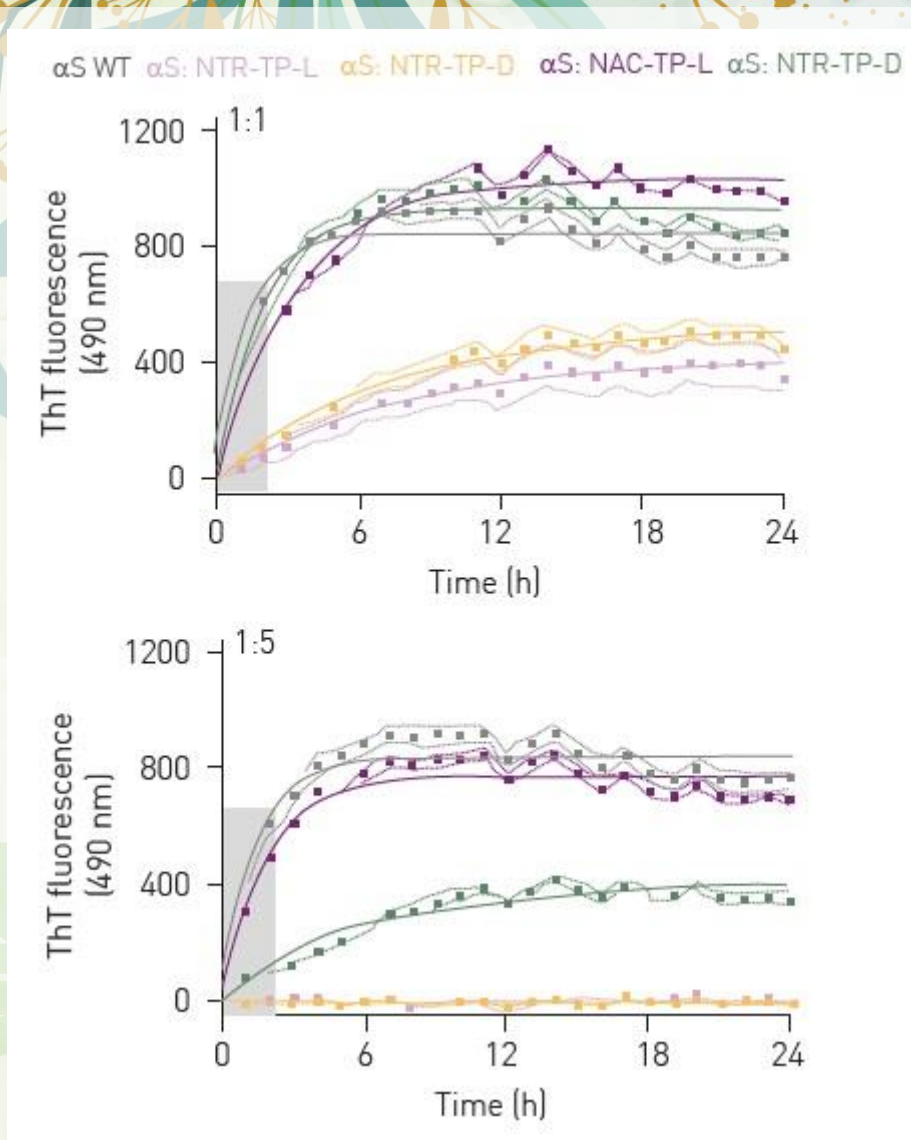 αS WT αS: NTR-TP-L αS: NTR-TP-D αS: NAC-TP-L αS: NTR-TP-D
1:1
1200
800
400
0
ThT fluorescence
(490 nm)
0 6 12 18 24
Time (h)
1:5
1200
800
400
0
ThT fluorescence
(490 nm)
0 6 12 18 24
Time (h)